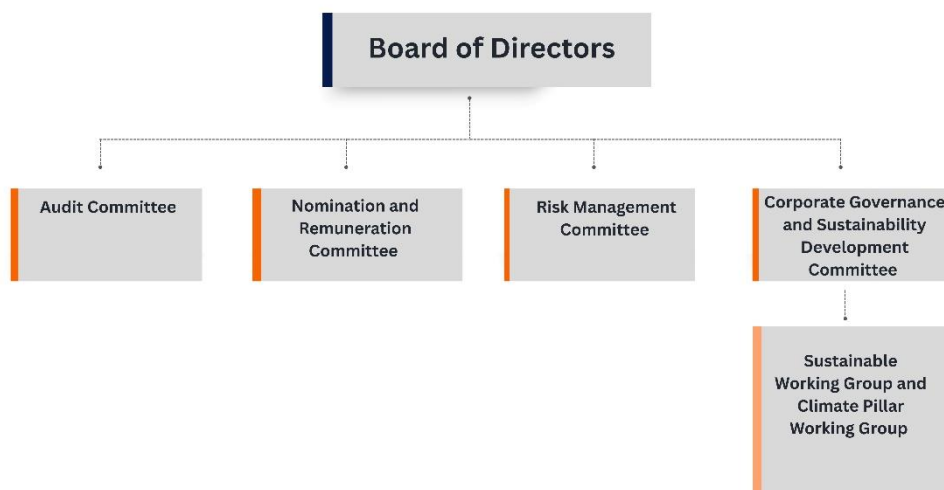 Board of Directors
Audit Committee
Nomination and
Remuneration
Committee
Risk Management
Committee
Corporate Governance
and Sustainability
Development
Committee
Sustainable
Working Group and
Climate Pillar
Working Group